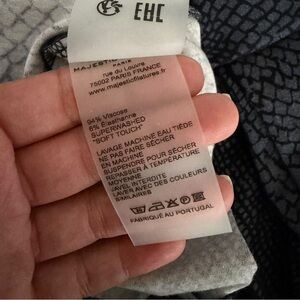 EAC
MAJESTIC
PARIS
rue du Louvre
75002 PARIS FRANCE
www.majesticfilatures.com
94% Viscose
6% Elasthanne
SUPERWASHED
"SOFT TOUCH"
LAVAGE MACHINE EAU TIÈDE
NE PAS FAIRE SÉCHER
EN MACHINE
SUSPENDRE POUR SÉCHER
REPASSER À TEMPÉRATURE
MOYENNE
JAVEL INTERDITE
LAVER AVEC DES COULEURS
SIMILAIRES
FABRIQUÉ AU PORTUGAL